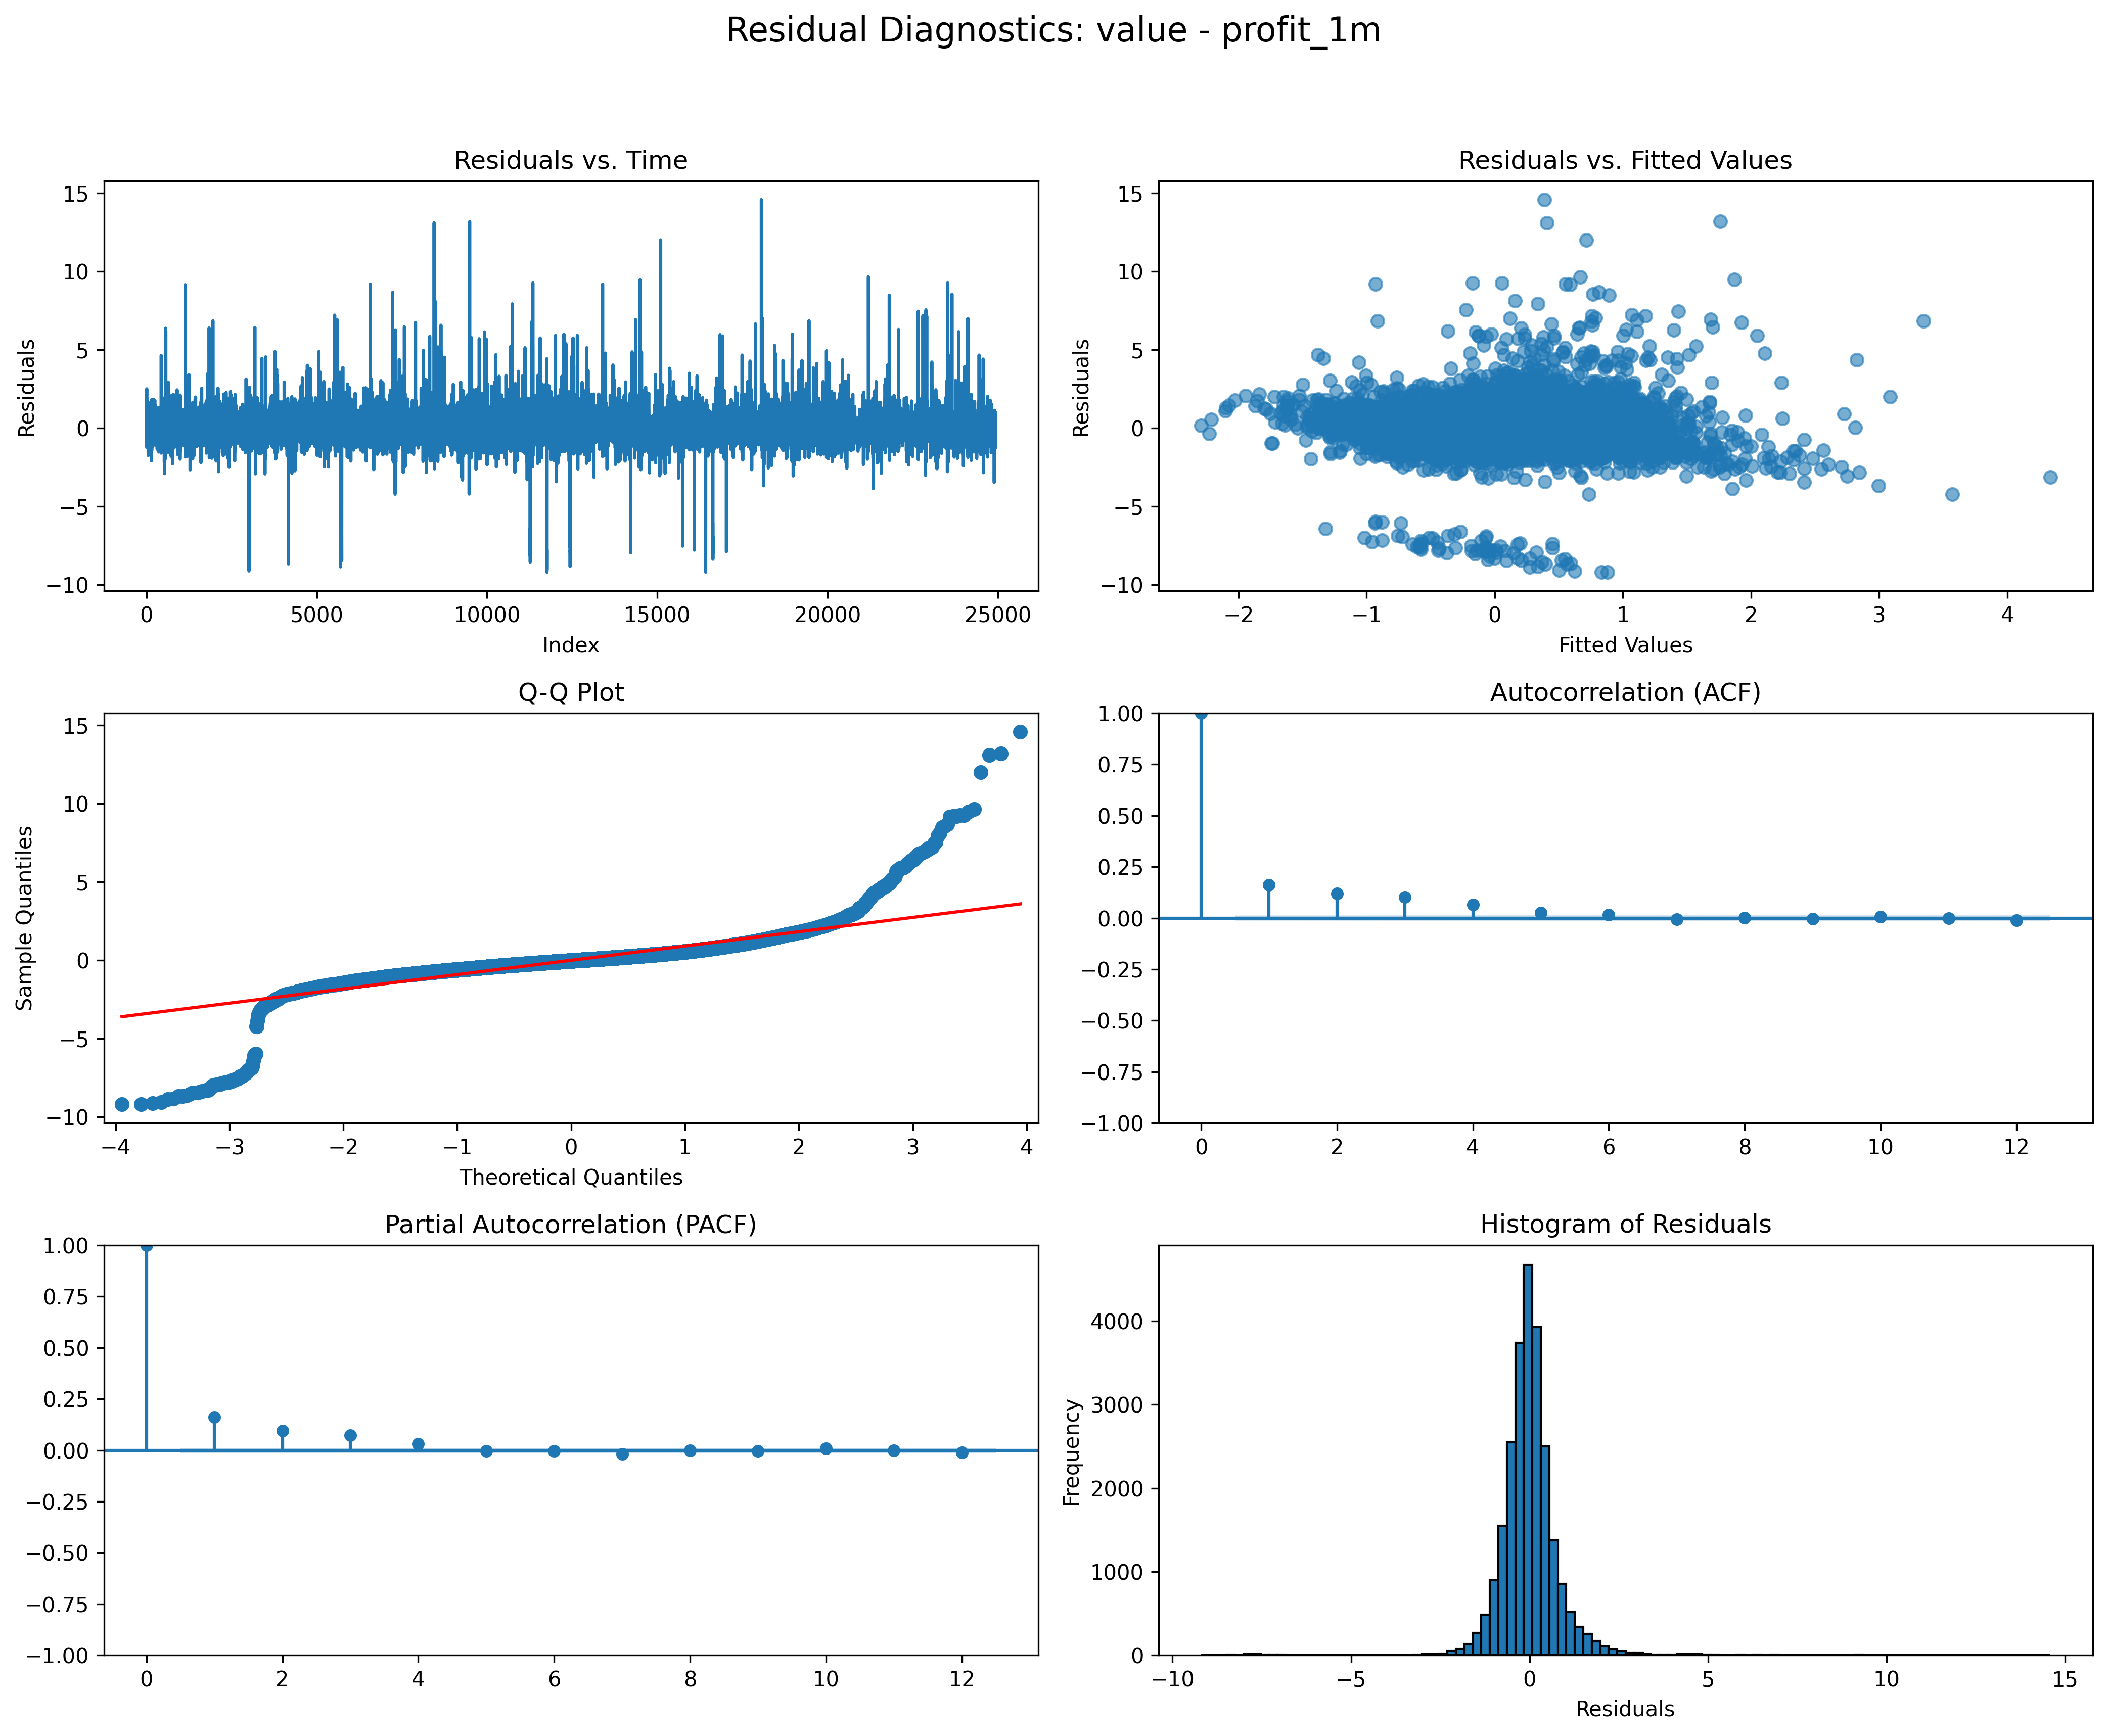 Residual Diagnostics: value - profit_1m
Residuals vs. Time
Residuals
15
10
5
0
−5
−10
0 5000 10000 15000 20000 25000
Index
Residuals vs. Fitted Values
Residuals
15
10
5
0
−5
−10
−2 −1 0 1 2 3 4
Fitted Values
Q-Q Plot
Sample Quantiles
15
10
5
0
−5
−10
−4 −3 −2 −1 0 1 2 3 4
Theoretical Quantiles
Autocorrelation (ACF)
1.00
0.75
0.50
0.25
0.00
−0.25
−0.50
−0.75
−1.00
0 2 4 6 8 10 12
Partial Autocorrelation (PACF)
1.00
0.75
0.50
0.25
0.00
−0.25
−0.50
−0.75
−1.00
0 2 4 6 8 10 12
Histogram of Residuals
Frequency
4000
3000
2000
1000
0
−10 −5 0 5 10 15
Residuals